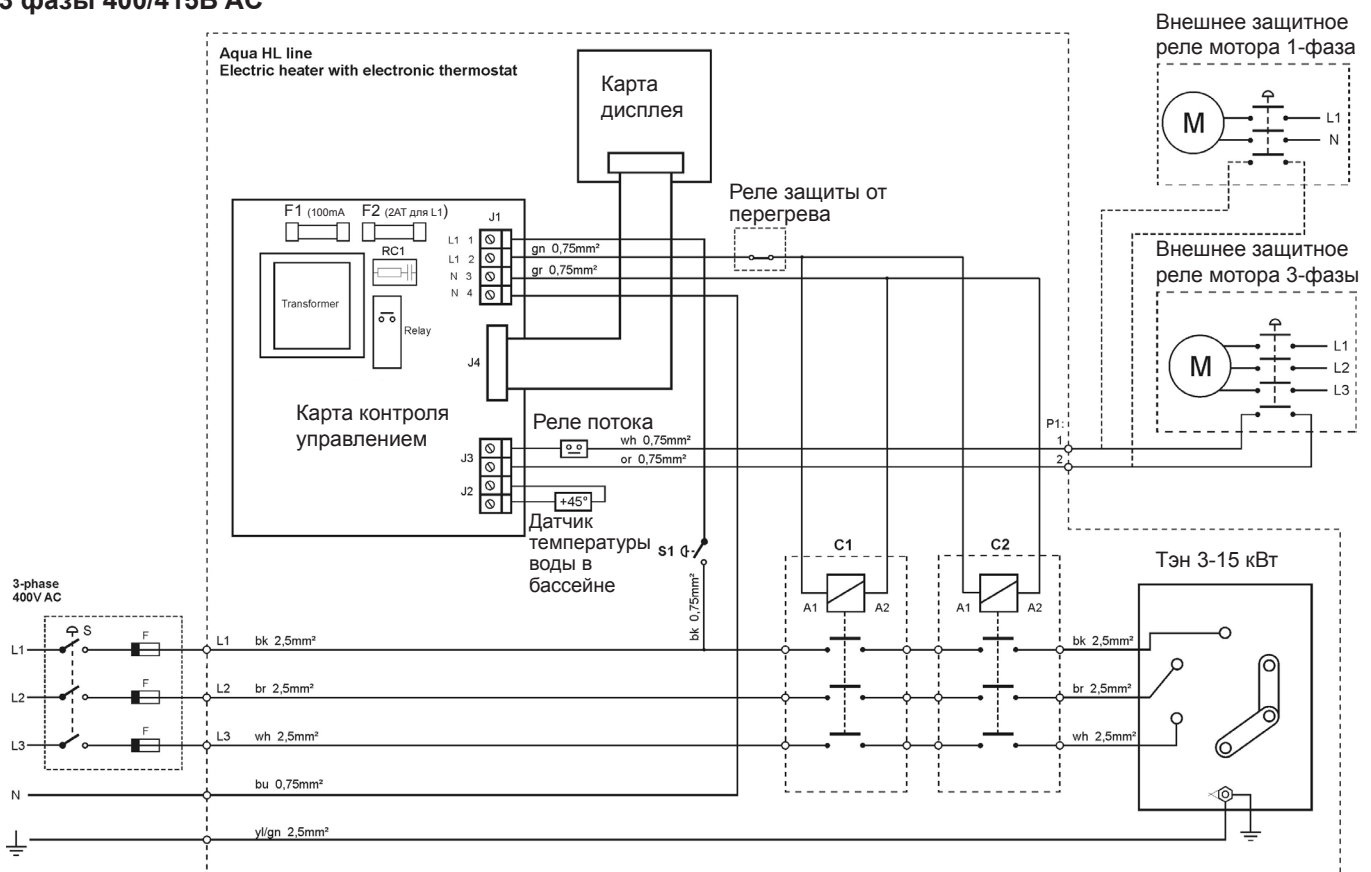 3 фазы 400/415В AC
Внешнее защитное
реле мотора 1-фаза
Aqua HL line
Electric heater with electronic thermostat
Карта
дисплея
M
L1
N
Реле защиты от
перегрева
F1 (100mA
F2 (2AT для L1)
J1
L1 1
gn 0,75mm²
L1 2
RC1
gr 0,75mm²
N 3
N 4
Внешнее защитное
реле мотора 3-фазы
Transformer
Relay
J4
M
L1
L2
L3
Карта контроля
управлением
Реле потока
wh 0,75mm²
P1:
1
or 0,75mm²
2
J3
J2
+45°
Датчик
температуры
воды в
бассейне
S1
bk 0,75mm²
C1
C2
Тэн 3-15 кВт
A1
A2
A1
A2
3-phase
400V AC
S
F
L1
L1
bk 2,5mm²
bk 2,5mm²
F
L2
L2
br 2,5mm²
br 2,5mm²
F
L3
L3
wh 2,5mm²
wh 2,5mm²
N
bu 0,75mm²
yl/gn 2,5mm²